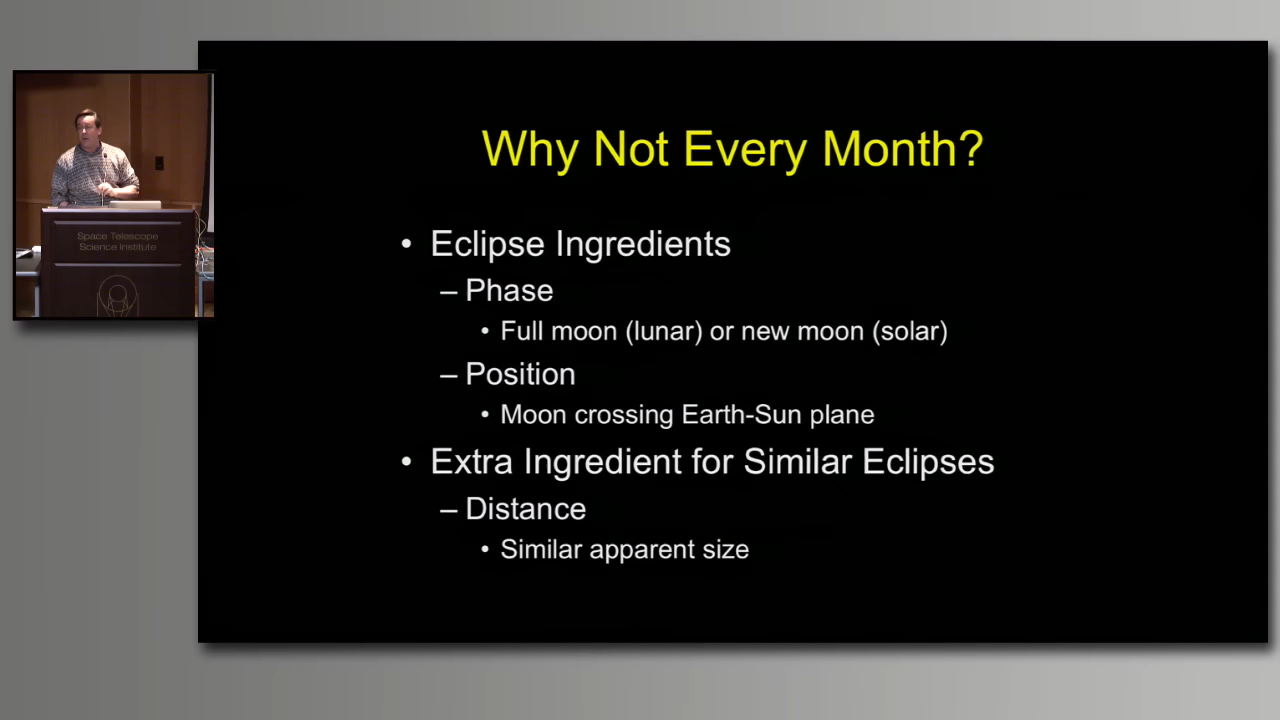 Why Not Every Month?
• Eclipse Ingredients
– Phase
• Full moon (lunar) or new moon (solar)
– Position
• Moon crossing Earth-Sun plane
• Extra Ingredient for Similar Eclipses
– Distance
• Similar apparent size
Space Telescope
Science Institute